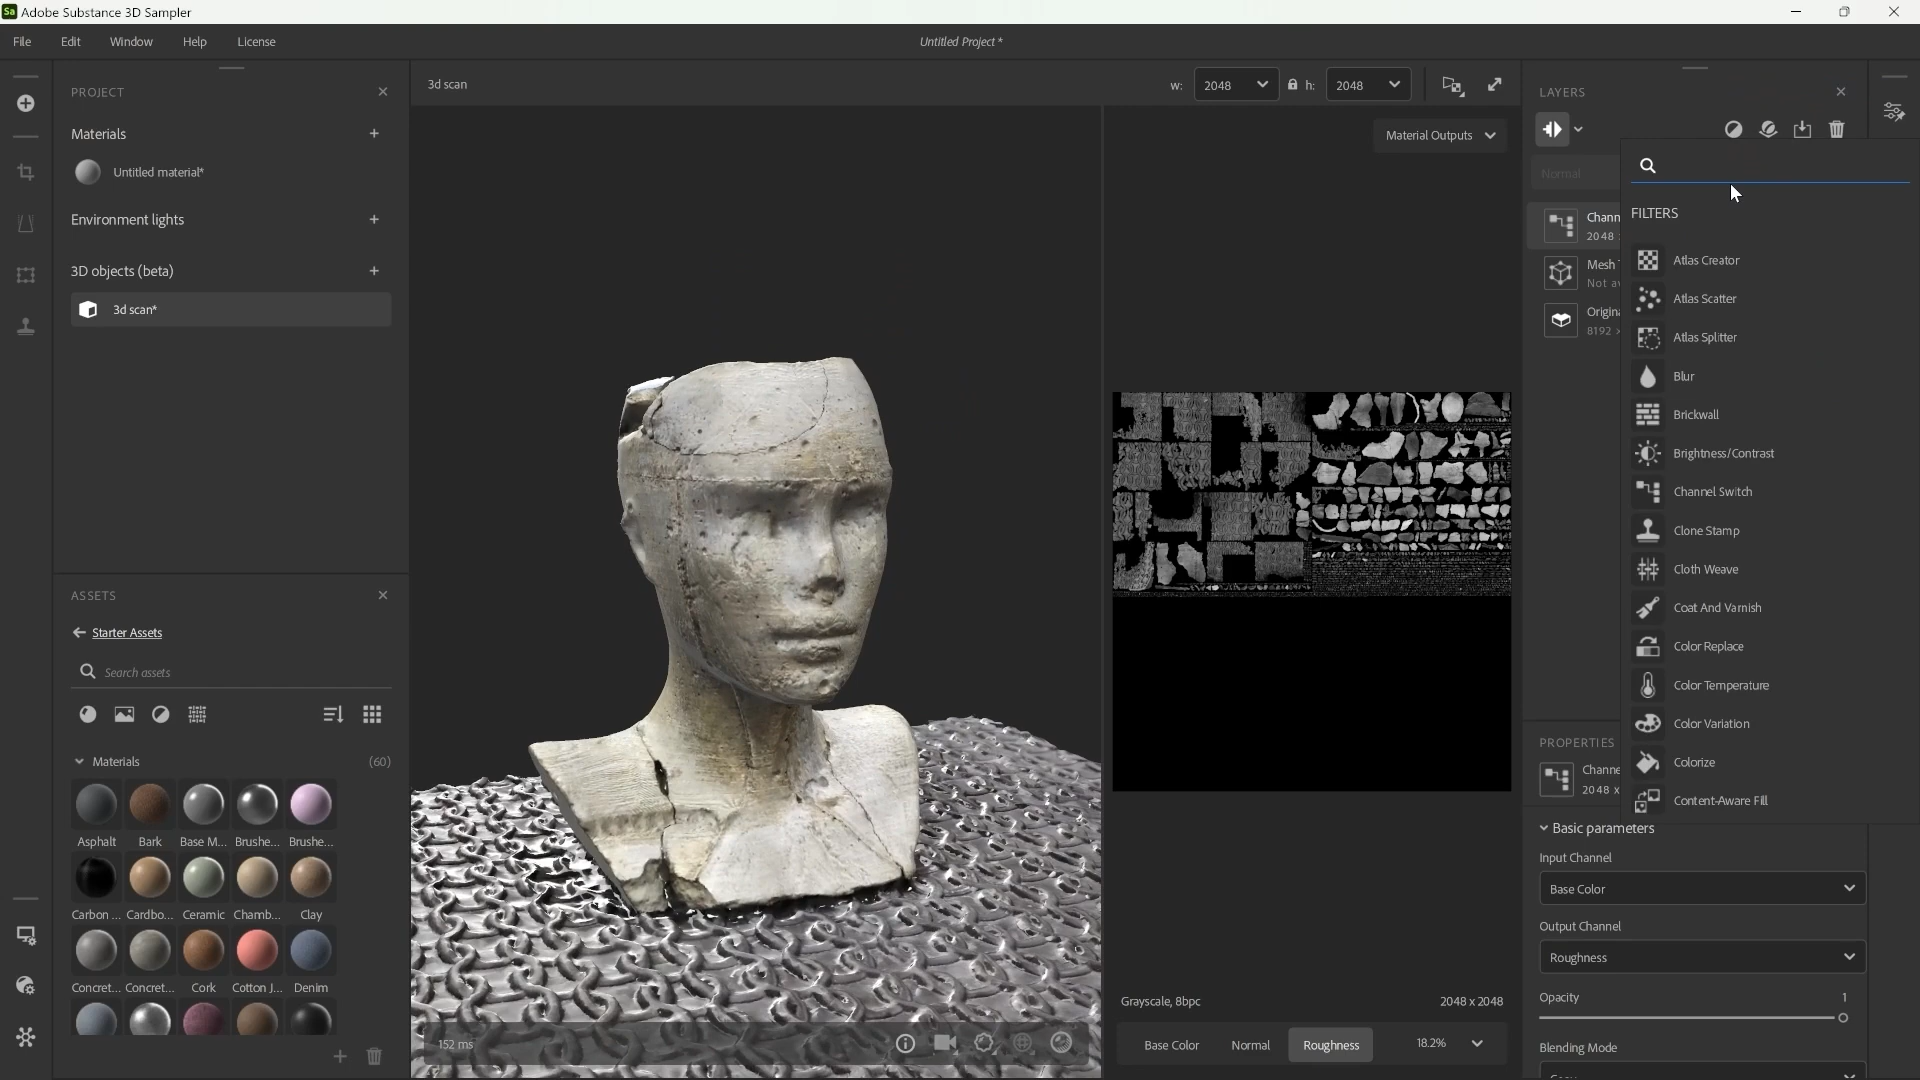 Sa Adobe Substance 3D Sampler
File Edit Window Help License
Untitled Project *
PROJECT
Materials
Untitled material*
Environment lights
3D objects (beta)
3d scan*
ASSETS
Starter Assets
Search assets
Materials (60)
Asphalt Bark Base M... Brushe... Brushe...
Carbon ... Cardbo... Ceramic Chamb... Clay
Concret... Concret... Cork Cotton J... Denim
3d scan
w: 2048 h: 2048
Material Outputs
152 ms
Grayscale, 8bpc 2048 x 2048
Base Color Normal Roughness 18.2%
LAYERS
Normal
Chann
2048
Mesh
Not av
Origina
8192 x
FILTERS
Atlas Creator
Atlas Scatter
Atlas Splitter
Blur
Brickwall
Brightness/Contrast
Channel Switch
Clone Stamp
Cloth Weave
Coat And Varnish
Color Replace
Color Temperature
Color Variation
Colorize
Content-Aware Fill
PROPERTIES
Channe
2048 x
Basic parameters
Input Channel
Base Color
Output Channel
Roughness
Opacity 1
Blending Mode